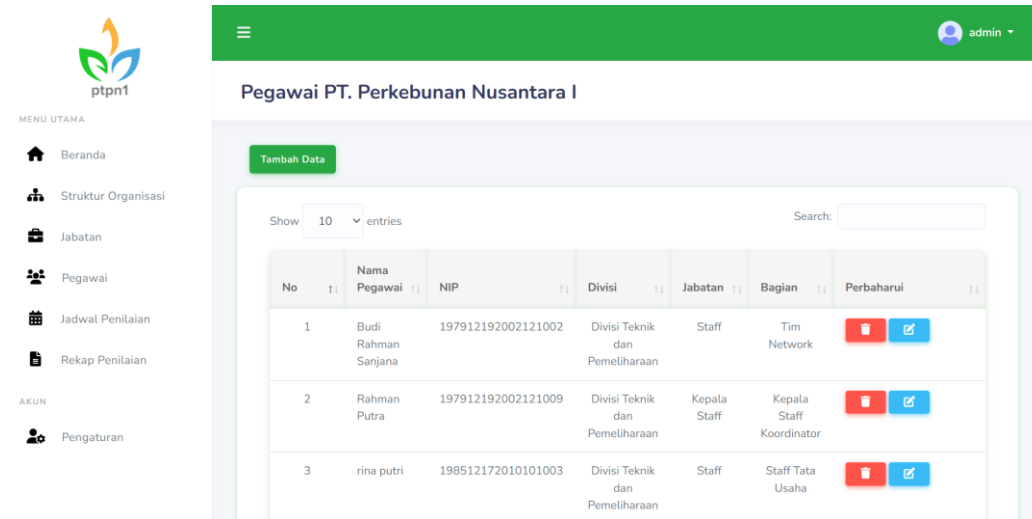 ptpn1
MENU UTAMA
Beranda
Struktur Organisasi
Jabatan
Pegawai
Jadwal Penilaian
Rekap Penilaian
AKUN
Pengaturan
admin
Pegawai PT. Perkebunan Nusantara I
Tambah Data
Show 10 entries
Search:
No
Nama
Pegawai
NIP
Divisi
Jabatan
Bagian
Perbaharui
1
Budi
Rahman
Sanjana
197912192002121002
Divisi Teknik
dan
Pemeliharaan
Staff
Tim
Network
2
Rahman
Putra
197912192002121009
Divisi Teknik
dan
Pemeliharaan
Kepala
Staff
Kepala
Staff
Koordinator
3
rina putri
198512172010101003
Divisi Teknik
dan
Pemeliharaan
Staff
Staff Tata
Usaha